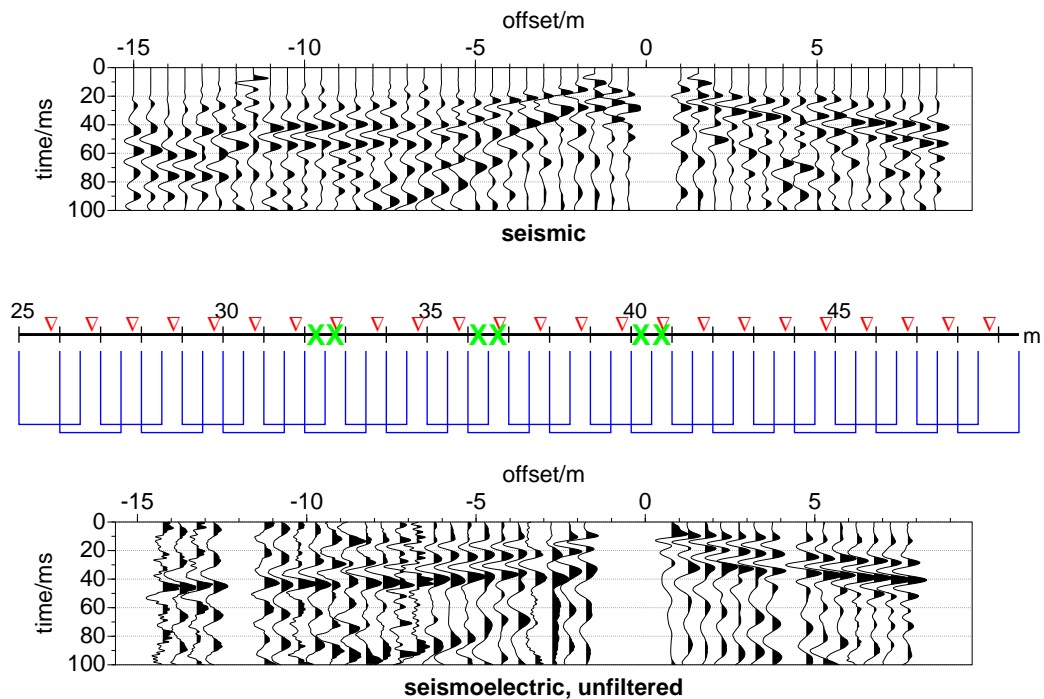 offset/m
-15 -10 -5 0 5
0
20
40
60
80
100
time/ms
seismic
25 30 35 40 45
m
X X X X X X
offset/m
-15 -10 -5 0 5
0
20
40
60
80
100
time/ms
seismoelectric, unfiltered